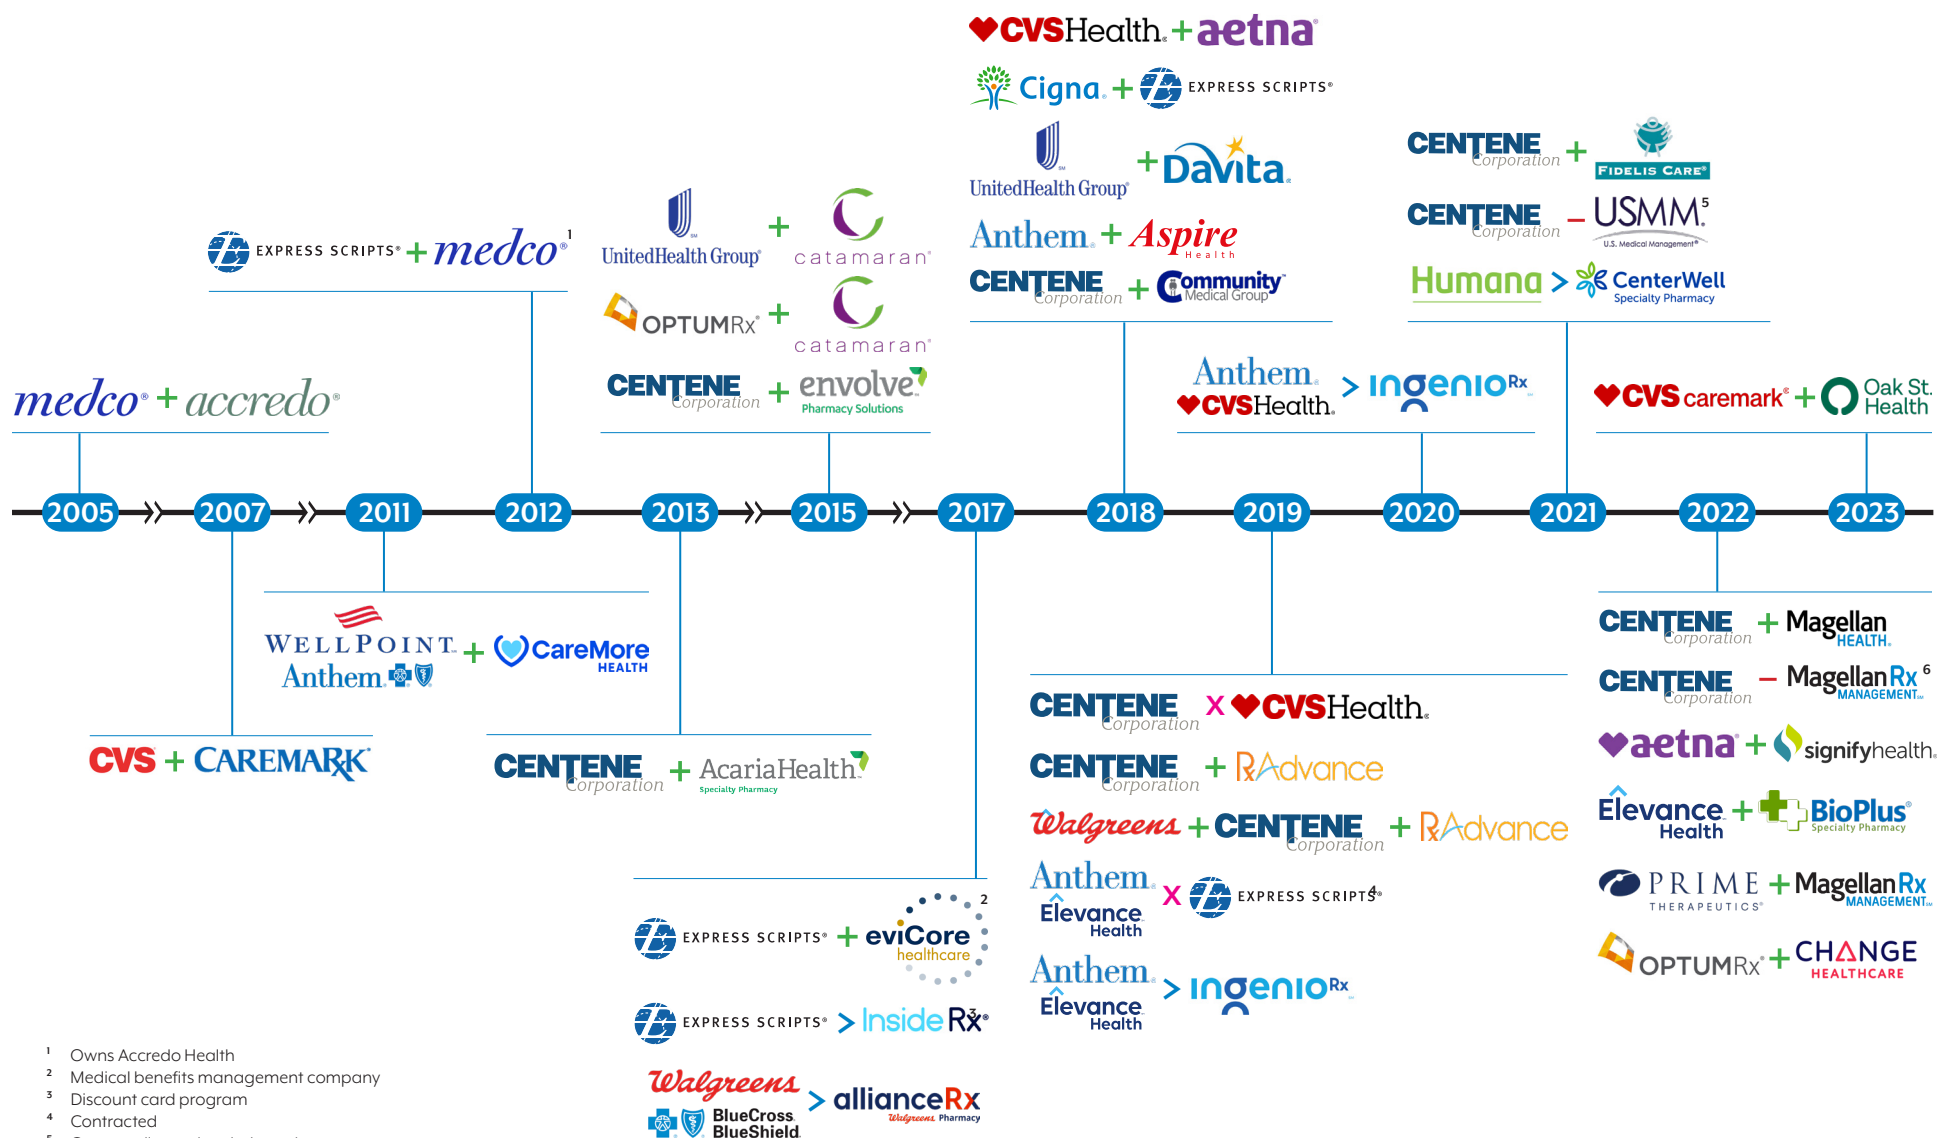 CVSHealth® + aetna®
Cigna® + EXPRESS SCRIPTS®
UnitedHealth Group® + DaVita®
Anthem® + Aspire Health
CENTENE Corporation + Community Medical Group™
CENTENE Corporation + FIDELIS CARE®
CENTENE Corporation – USMM. 5
U.S. Medical Management®
Humana > CenterWell Specialty Pharmacy
EXPRESS SCRIPTS® + medco® 1
UnitedHealth Group® + catamaran®
OPTUMRx® + catamaran®
CENTENE Corporation + envolve Pharmacy Solutions
medco® + accredo®
Anthem®
CVSHealth® > ingenioRx
CVS caremark® + Oak St. Health
2005 2007 2011 2012 2013 2015 2017 2018 2019 2020 2021 2022 2023
WELLPOINT
Anthem + CareMore HEALTH
CVS + CAREMARK®
CENTENE Corporation + AcariaHealth Specialty Pharmacy
EXPRESS SCRIPTS® + eviCore healthcare 2
EXPRESS SCRIPTS® > Inside Rx® 3
Walgreens
BlueCross BlueShield > allianceRx Walgreens Pharmacy
CENTENE Corporation X CVSHealth®
CENTENE Corporation + RxAdvance
Walgreens + CENTENE Corporation + RxAdvance
Anthem®
Elevance Health X EXPRESS SCRIPTS® 4
Anthem®
Elevance Health > ingenioRx
CENTENE Corporation + Magellan HEALTH
CENTENE Corporation – MagellanRx MANAGEMENT 6
aetna® + signifyhealth
Elevance Health + BioPlus® Specialty Pharmacy
PRIME THERAPEUTICS® + MagellanRx MANAGEMENT
OPTUMRx® + CHANGE HEALTHCARE
1 Owns Accredo Health
2 Medical benefits management company
3 Discount card program
4 Contracted